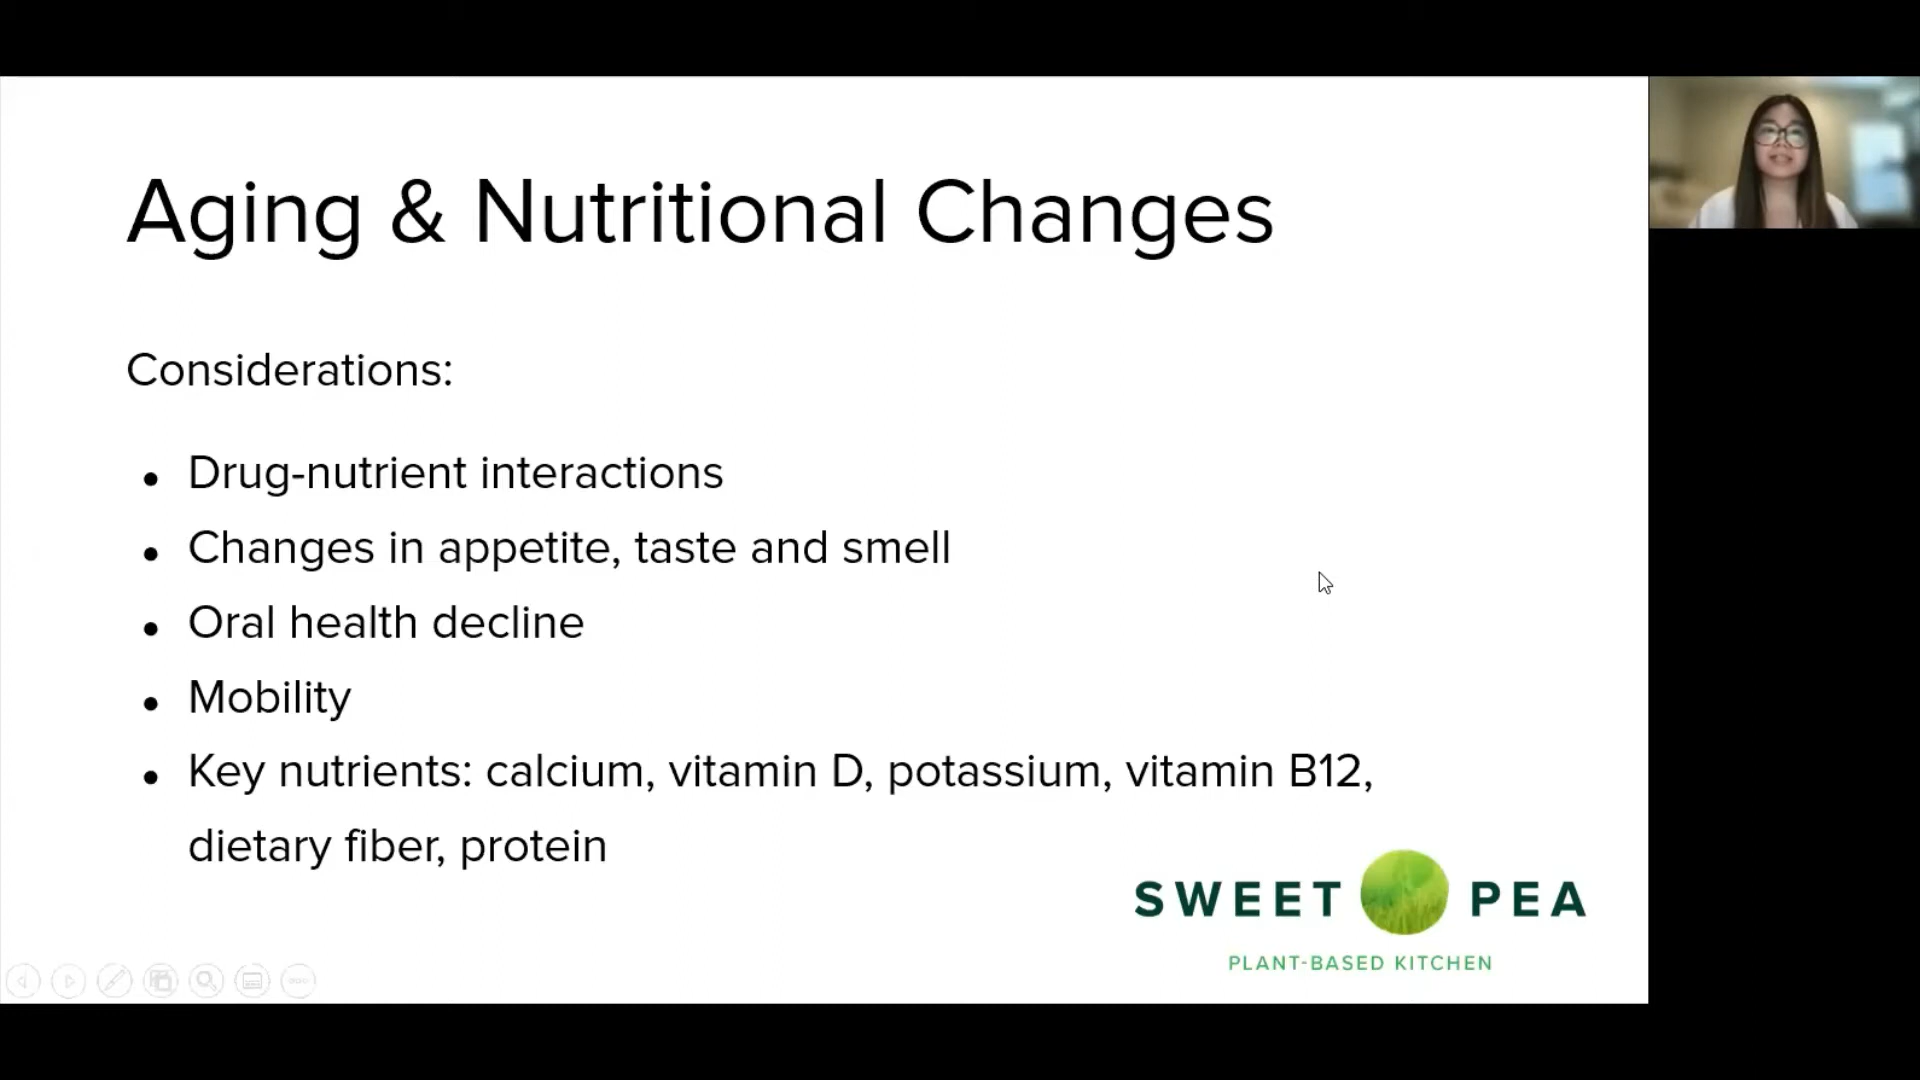 Aging & Nutritional Changes
Considerations:
• Drug-nutrient interactions
• Changes in appetite, taste and smell
• Oral health decline
• Mobility
• Key nutrients: calcium, vitamin D, potassium, vitamin B12,
dietary fiber, protein
SWEET PEA
PLANT-BASED KITCHEN